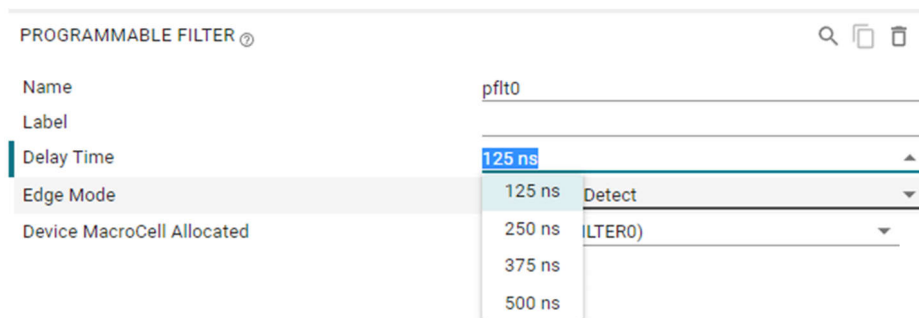 PROGRAMMABLE FILTER ?
Name pflt0
Label
Delay Time 125 ns
Edge Mode 125 ns Detect
Device MacroCell Allocated 250 ns ILTER0)
375 ns
500 ns